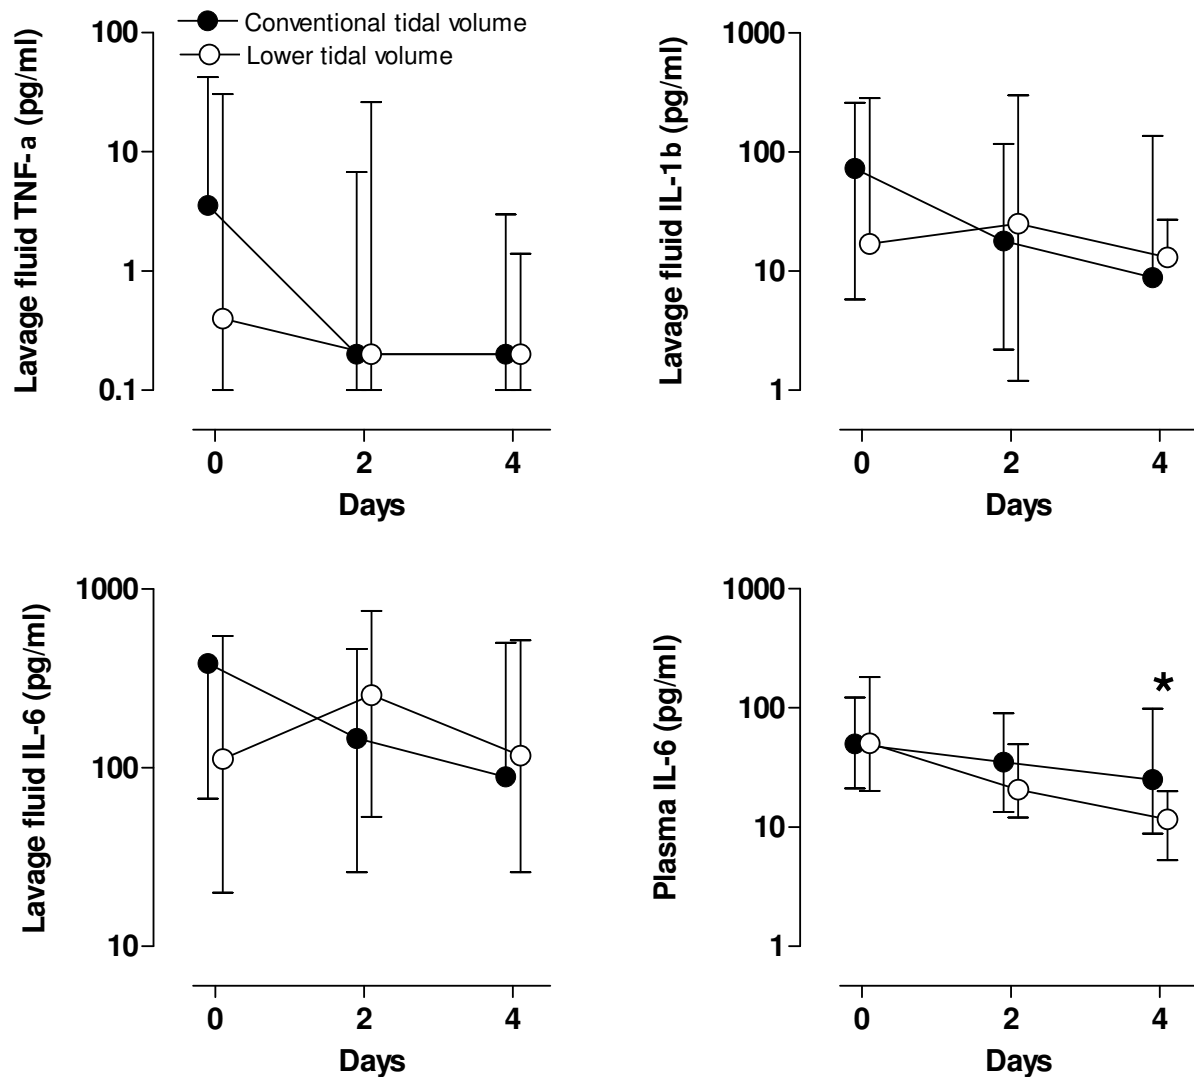 Conventional tidal volume
Lower tidal volume
Lavage fluid TNF-a (pg/ml)
100
10
1
0.1
0 2 4
Days
Lavage fluid IL-1b (pg/ml)
1000
100
10
1
0 2 4
Days
Lavage fluid IL-6 (pg/ml)
1000
100
10
0 2 4
Days
Plasma IL-6 (pg/ml)
1000
100
10
1
*
0 2 4
Days